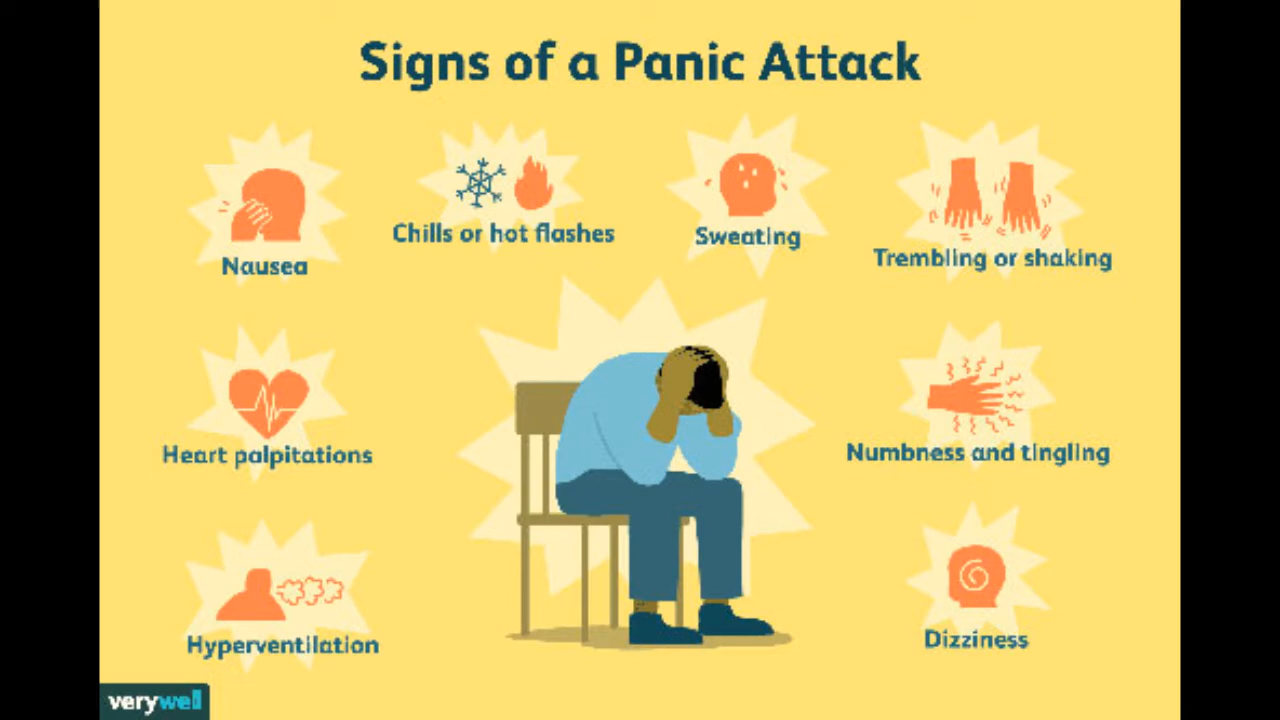 Signs of a Panic Attack
Nausea
Chills or hot flashes
Sweating
Trembling or shaking
Heart palpitations
Numbness and tingling
Hyperventilation
Dizziness
verywell